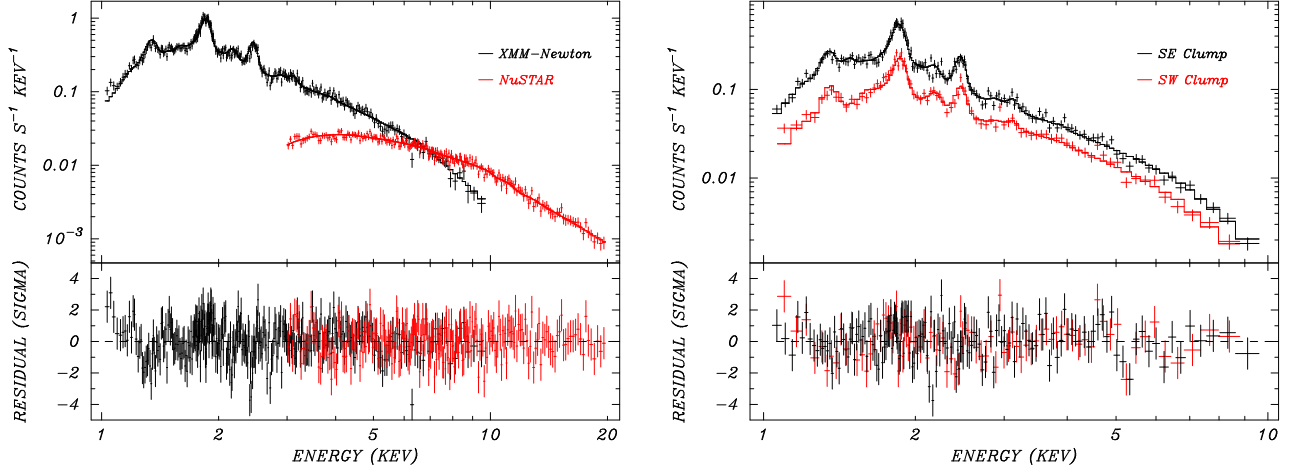 COUNTS S⁻¹ KEV⁻¹
1
0.1
0.01
10⁻³
XMM-Newton
NuSTAR
RESIDUAL (SIGMA)
4
2
0
-2
-4
1 2 5 10 20
ENERGY (KEV)
COUNTS S⁻¹ KEV⁻¹
0.1
0.01
SE Clump
SW Clump
RESIDUAL (SIGMA)
4
2
0
-2
-4
1 2 5 10
ENERGY (KEV)